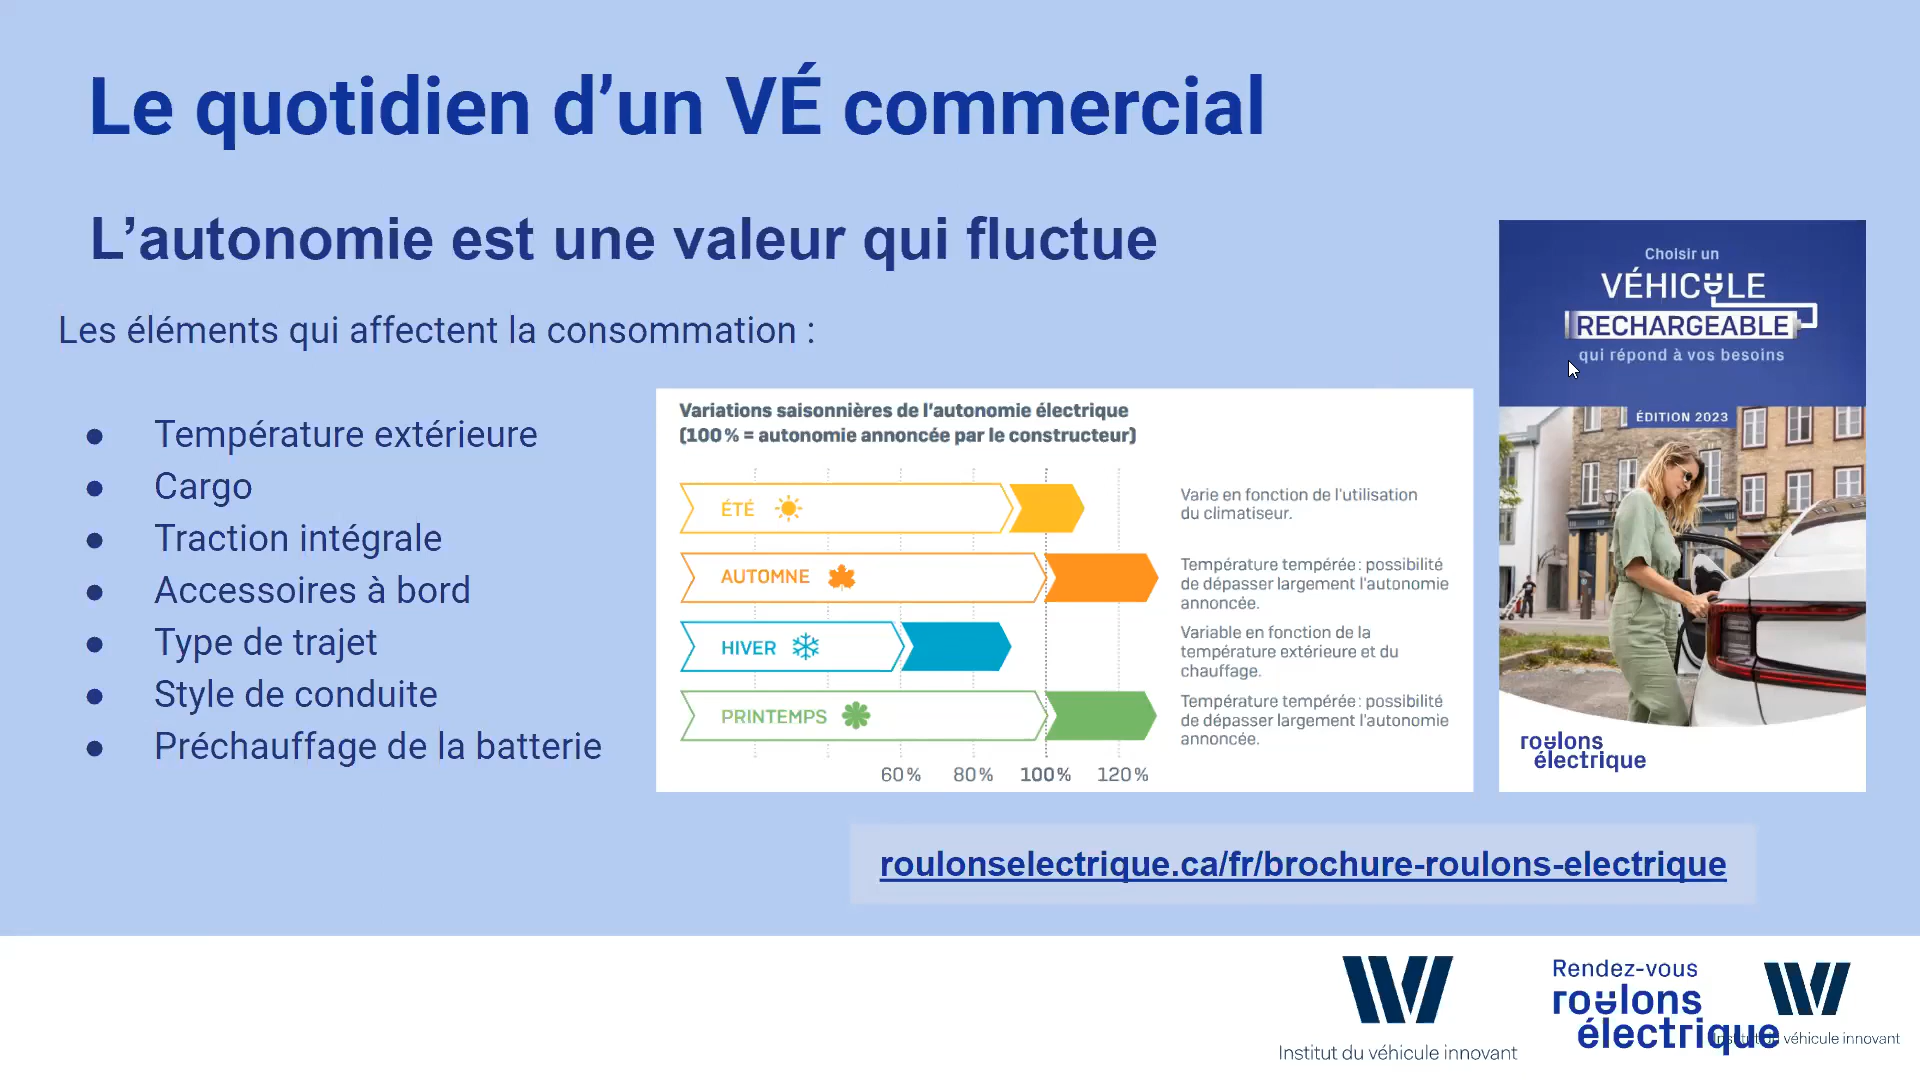 Le quotidien d’un VÉ commercial
L’autonomie est une valeur qui fluctue
Les éléments qui affectent la consommation :
● Température extérieure
● Cargo
● Traction intégrale
● Accessoires à bord
● Type de trajet
● Style de conduite
● Préchauffage de la batterie
Variations saisonnières de l’autonomie électrique
(100 % = autonomie annoncée par le constructeur)
ÉTÉ
Varie en fonction de l’utilisation
du climatiseur.
AUTOMNE
Température tempérée : possibilité
de dépasser largement l’autonomie
annoncée.
HIVER
Variable en fonction de la
température extérieure et du
chauffage.
PRINTEMPS
Température tempérée : possibilité
de dépasser largement l’autonomie
annoncée.
60 % 80 % 100 % 120 %
Choisir un
VÉHICULE
RECHARGEABLE
qui répond à vos besoins
ÉDITION 2023
roulons
électrique
roulonselectrique.ca/fr/brochure-roulons-electrique
Institut du véhicule innovant
Rendez-vous
roulons
électrique
Institut du véhicule innovant